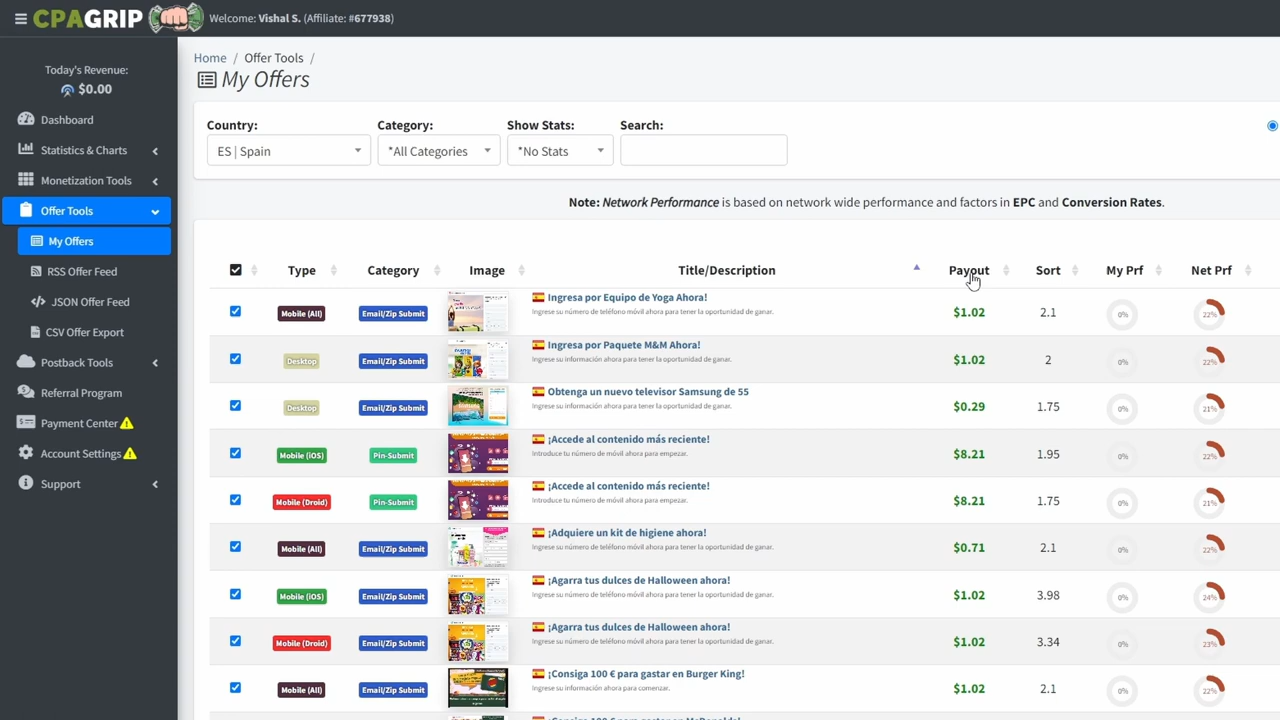 CPAGRIP Welcome: Vishal S. (Affiliate: #677938)
Today's Revenue:
$0.00
Dashboard
Statistics & Charts
Monetization Tools
Offer Tools
My Offers
RSS Offer Feed
JSON Offer Feed
CSV Offer Export
Postback Tools
Referral Program
Payment Center
Account Settings
Support
Home / Offer Tools /
My Offers
Country: Category: Show Stats: Search:
ES | Spain *All Categories *No Stats
Note: Network Performance is based on network wide performance and factors in EPC and Conversion Rates.
Type Category Image Title/Description Payout Sort My Prf Net Prf
Mobile (All) Email/Zip Submit Ingresa por Equipo de Yoga Ahora! $1.02 2.1 0% 22%
Ingrese su número de teléfono móvil ahora para tener la oportunidad de ganar.
Desktop Email/Zip Submit Ingresa por Paquete M&M Ahora! $1.02 2 0% 22%
Ingrese su información ahora para tener la oportunidad de ganar.
Desktop Email/Zip Submit Obtenga un nuevo televisor Samsung de 55 $0.29 1.75 0% 21%
Ingrese su información ahora para tener la oportunidad de ganar.
Mobile (iOS) Pin-Submit ¡Accede al contenido más reciente! $8.21 1.95 0% 22%
Introduce tu número de móvil ahora para empezar.
Mobile (Droid) Pin-Submit ¡Accede al contenido más reciente! $8.21 1.75 0% 21%
Introduce tu número de móvil ahora para empezar.
Mobile (All) Email/Zip Submit ¡Adquiere un kit de higiene ahora! $0.71 2.1 0% 22%
Ingrese su número de teléfono móvil ahora para tener la oportunidad de ganar.
Mobile (iOS) Email/Zip Submit ¡Agarra tus dulces de Halloween ahora! $1.02 3.98 0% 24%
Ingrese su número de teléfono móvil ahora para tener la oportunidad de ganar.
Mobile (Droid) Email/Zip Submit ¡Agarra tus dulces de Halloween ahora! $1.02 3.34 0% 23%
Ingrese su número de teléfono móvil ahora para tener la oportunidad de ganar.
Mobile (All) Email/Zip Submit ¡Consiga 100 € para gastar en Burger King! $1.02 2.1 0% 22%
Ingrese su información ahora para comenzar.
¡Consiga 100 € para gastar en McDonalds!